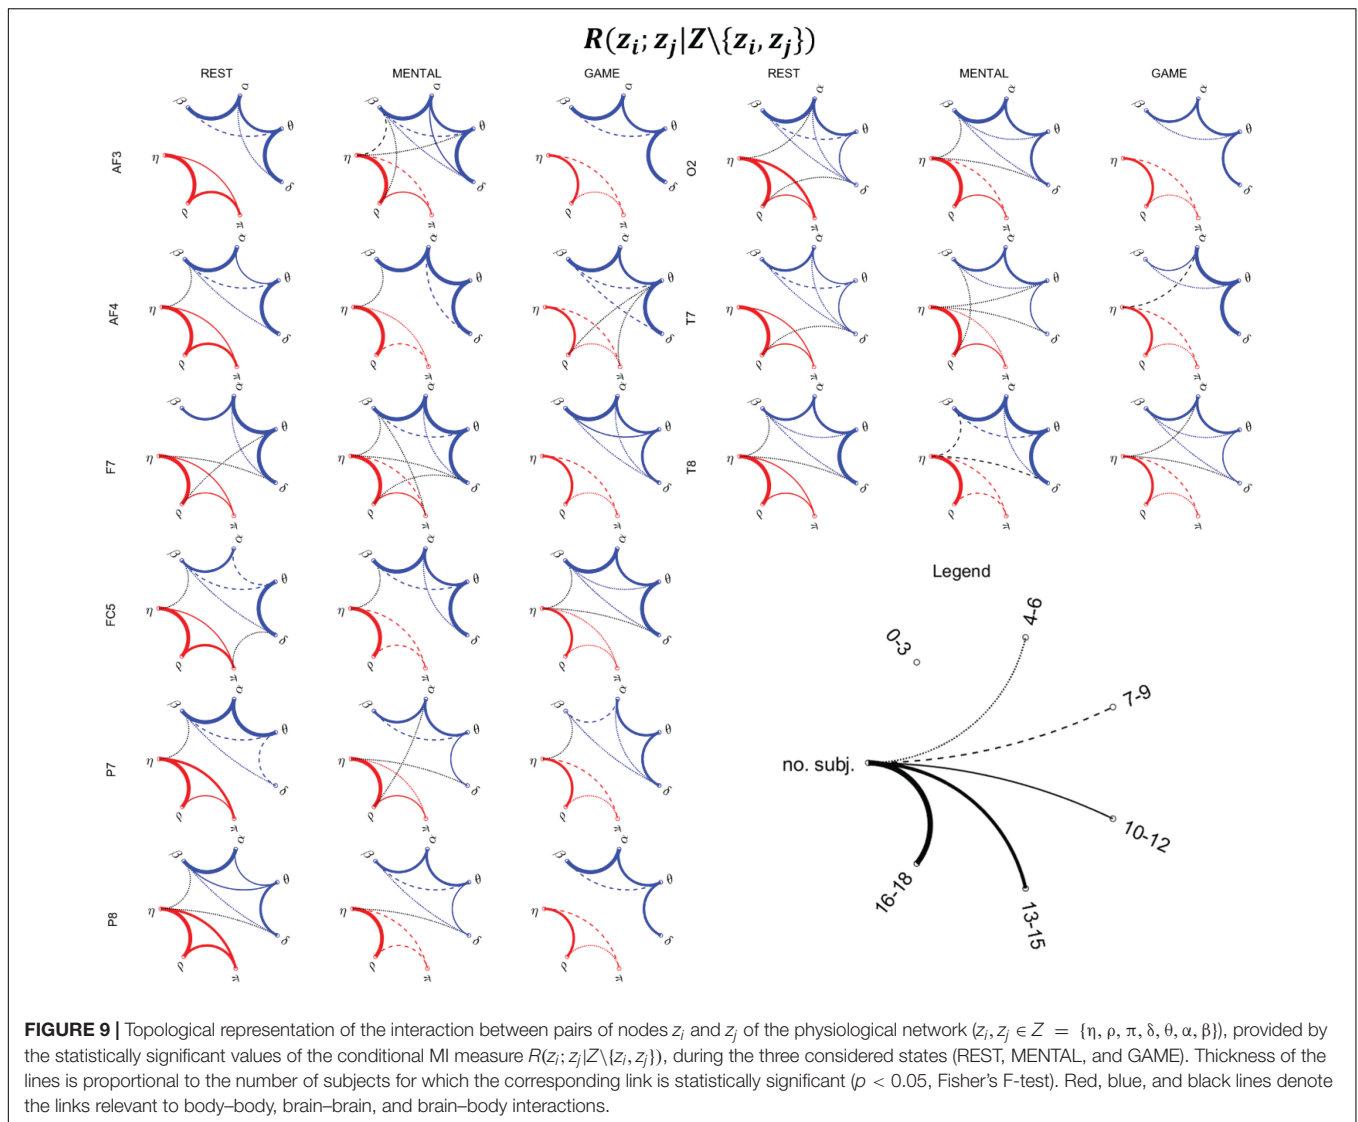 R(z_i; z_j|Z\{z_i, z_j})
REST MENTAL GAME REST MENTAL GAME
AF3
α β θ η δ ρ π
α β θ η δ ρ π
β θ η δ ρ π
O2
α β θ η δ ρ π
α β θ η δ ρ π
β θ η δ ρ π
AF4
α β θ η δ ρ π
β θ η δ ρ π
α β θ η δ ρ π
T7
β θ η δ ρ
α β θ η δ ρ
α β θ η δ ρ π
F7
α β θ η δ ρ π
α β θ η δ ρ π
α β θ η δ ρ π
T8
β θ η δ ρ π
β θ η δ ρ π
β θ η δ ρ π
FC5
α β θ η δ ρ π
β θ η δ ρ π
α β θ η δ ρ π
P7
α β θ η δ ρ π
α β θ η δ ρ π
α β θ η δ ρ π
P8
α β θ η δ ρ π
α β θ η δ ρ π
β θ η δ ρ π
Legend
0-3
4-6
7-9
no. subj.
10-12
16-18
13-15
FIGURE 9 | Topological representation of the interaction between pairs of nodes z_i and z_j of the physiological network (z_i, z_j ∈ Z = {η, ρ, π, δ, θ, α, β}), provided by
the statistically significant values of the conditional MI measure R(z_i; z_j|Z\{z_i, z_j}), during the three considered states (REST, MENTAL, and GAME). Thickness of the
lines is proportional to the number of subjects for which the corresponding link is statistically significant (p < 0.05, Fisher's F-test). Red, blue, and black lines denote
the links relevant to body–body, brain–brain, and brain–body interactions.